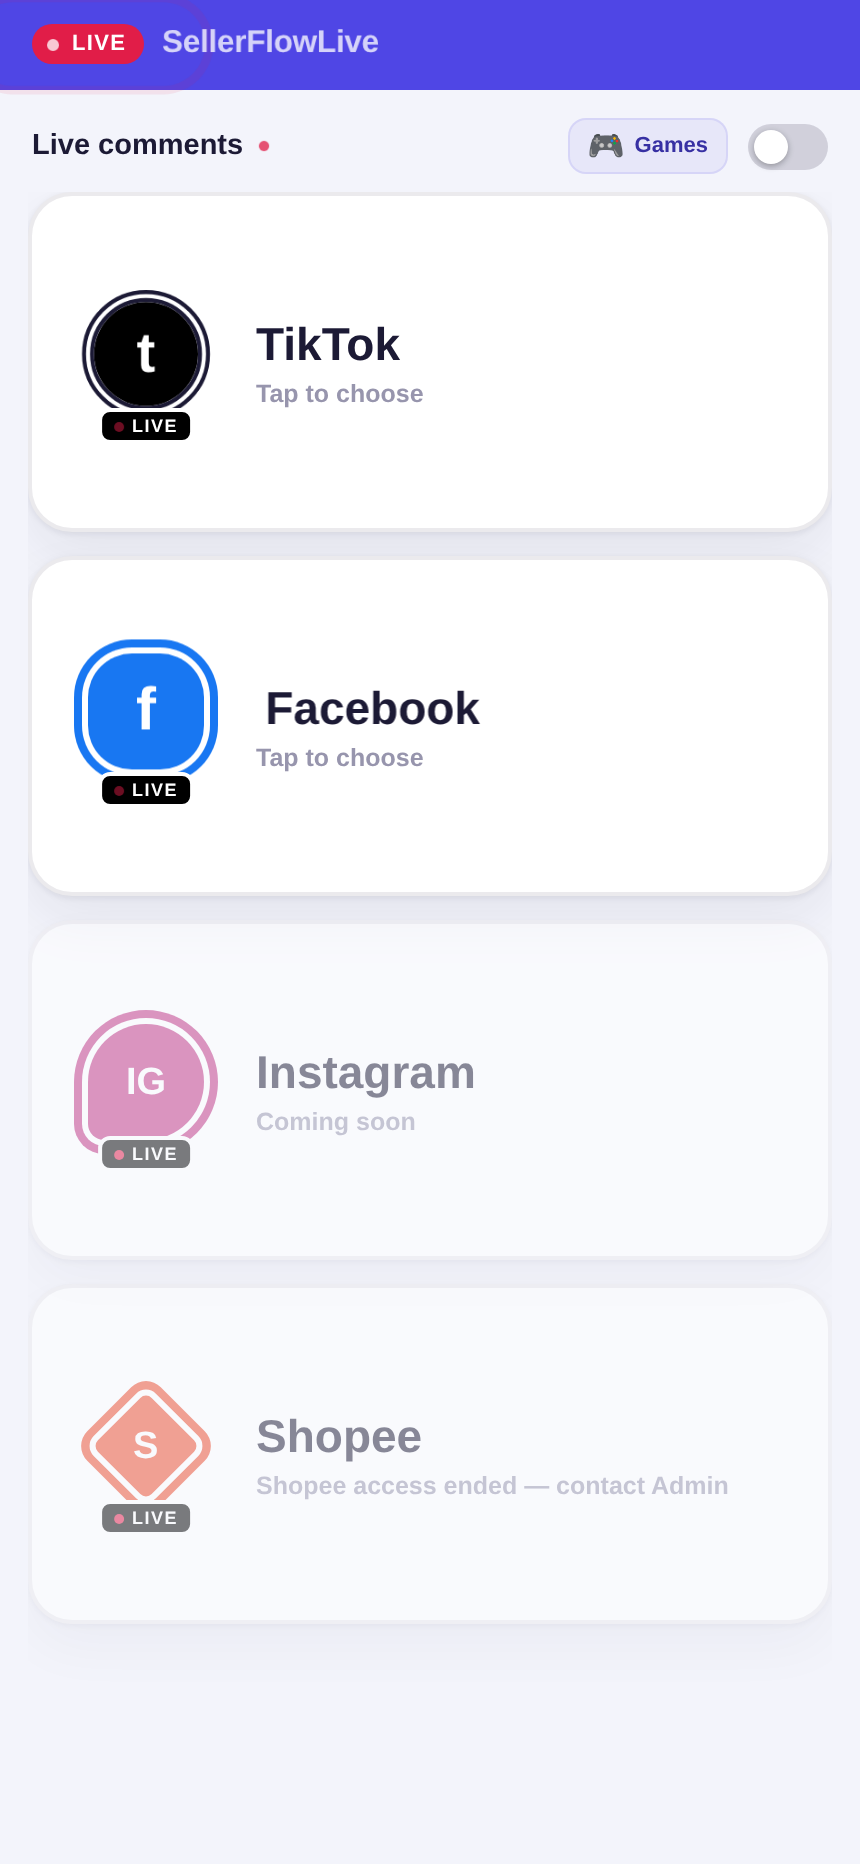 LIVE SellerFlowLive
Live comments 🎮 Games
t
LIVE
TikTok
Tap to choose
f
LIVE
Facebook
Tap to choose
IG
LIVE
Instagram
Coming soon
S
LIVE
Shopee
Shopee access ended — contact Admin